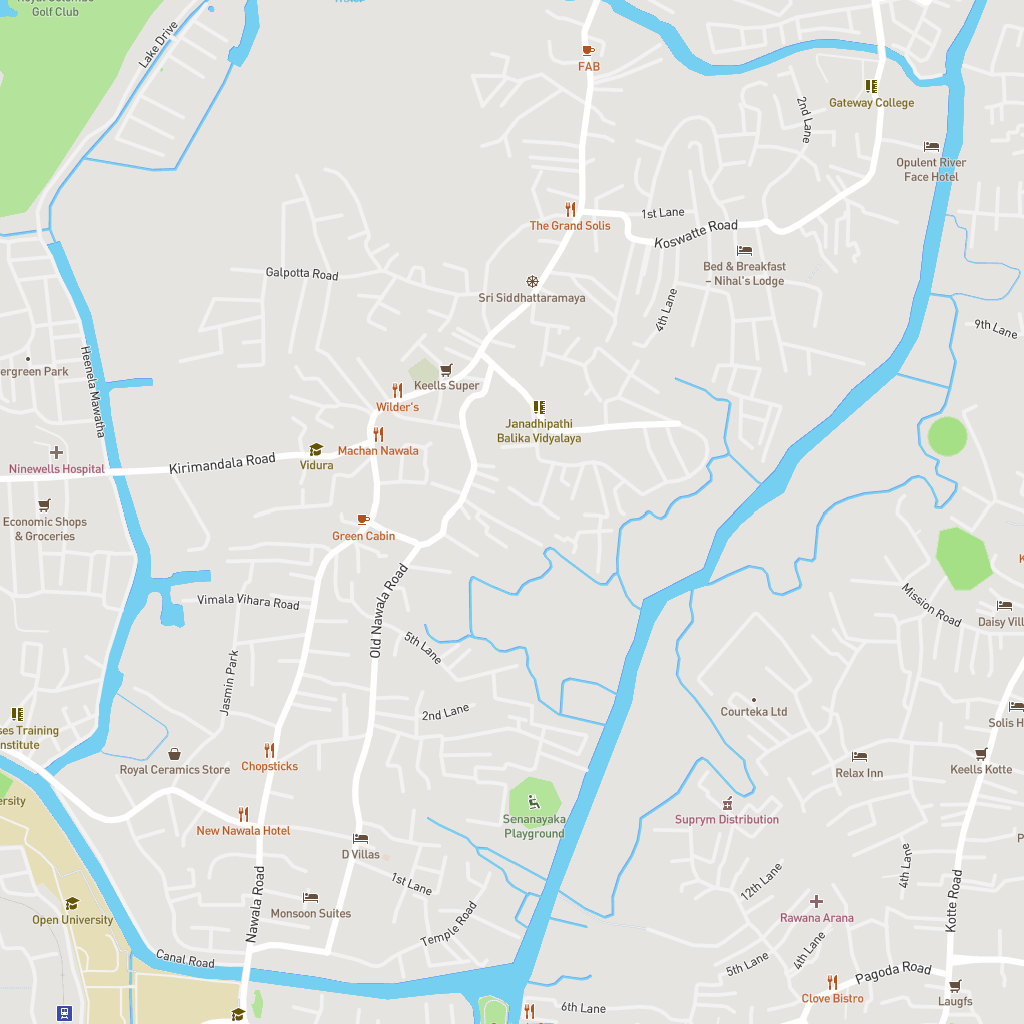 Golf Club
Lake Drive
FAB
2nd Lane
Gateway College
Opulent River
Face Hotel
1st Lane
The Grand Solis
Koswatte Road
Bed & Breakfast
– Nihal's Lodge
Galpotta Road
Sri Siddhattaramaya
4th Lane
9th Lane
ergreen Park
Heenela Mawatha
Keells Super
Wilder's
Janadhipathi
Balika Vidyalaya
Machan Nawala
Ninewells Hospital
Kirimandala Road
Vidura
Economic Shops
& Groceries
Green Cabin
Vimala Vihara Road
Old Nawala Road
Mission Road
Daisy Vill
5th Lane
Jasmin Park
2nd Lane
Courteka Ltd
Solis H
ses Training
nstitute
Royal Ceramics Store
Chopsticks
Relax Inn
Keells Kotte
ersity
Senanayaka
Playground
Suprym Distribution
New Nawala Hotel
D Villas
1st Lane
12th Lane
4th Lane
Open University
Monsoon Suites
Nawala Road
Temple Road
Rawana Arana
Kotte Road
Canal Road
4th Lane
5th Lane
Pagoda Road
Clove Bistro
Laugfs
6th Lane